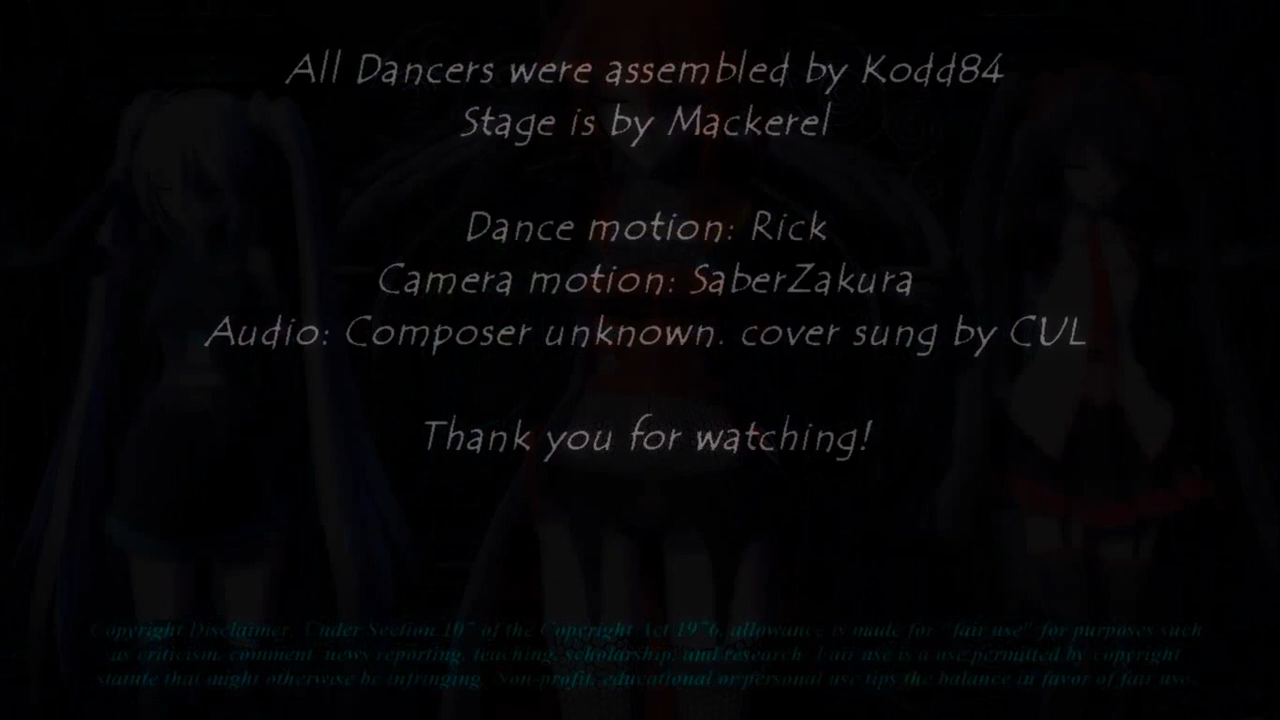 All Dancers were assembled by Kodd84
Stage is by Mackerel
Dance motion: Rick
Camera motion: SaberZakura
Audio: Composer unknown. cover sung by CUL
Thank you for watching!
Copyright Disclaimer, Under Section 107 of the Copyright Act 1976, allowance is made for "fair use" for purposes such
as criticism, comment, news reporting, teaching, scholarship, and research. Fair use is a use permitted by copyright
statute that might otherwise be infringing. Non-profit, educational or personal use tips the balance in favor of fair use.